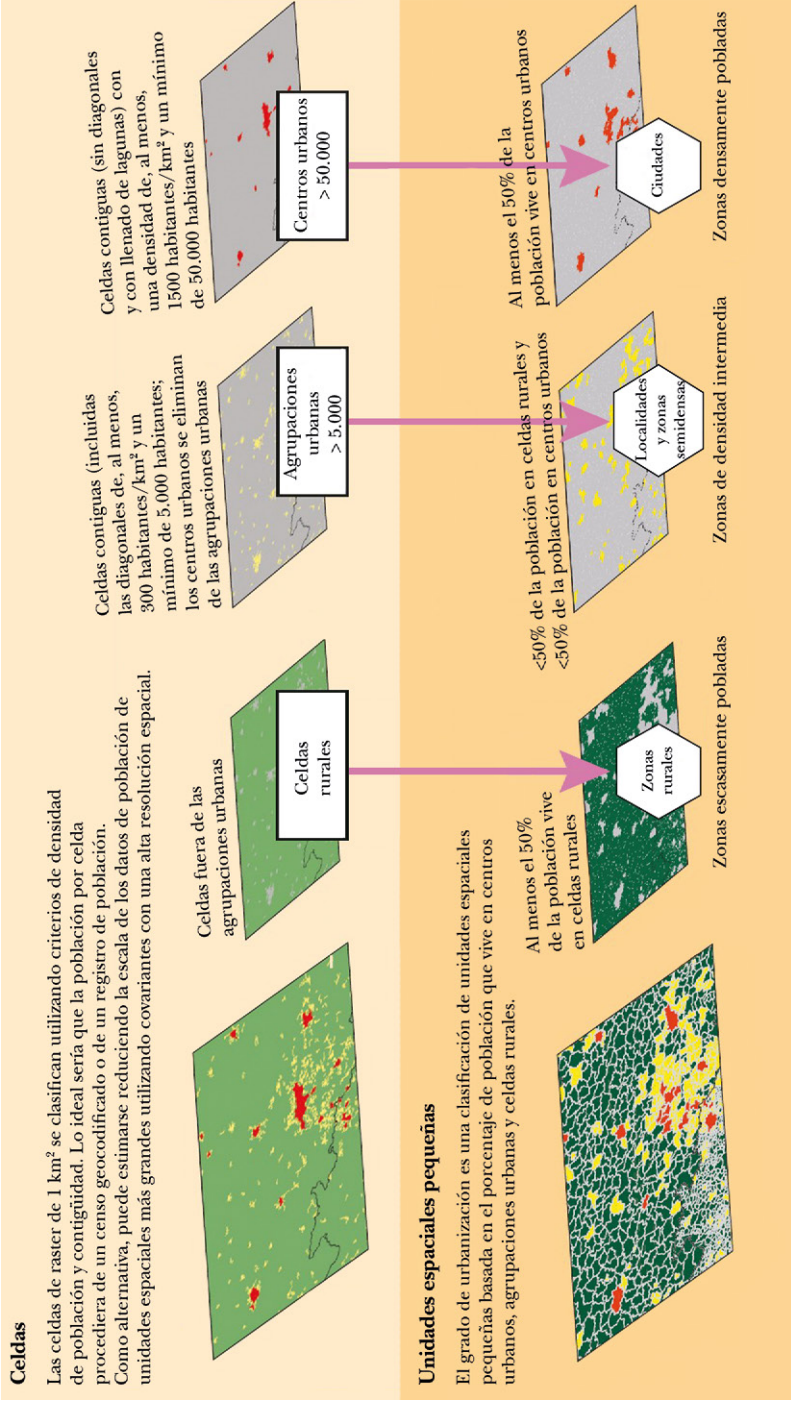 Celdas
Las celdas de raster de 1 km² se clasifican utilizando criterios de densidad
de población y contigüidad. Lo ideal sería que la población por celda
procediera de un censo geocodificado o de un registro de población.
Como alternativa, puede estimarse reduciendo la escala de los datos de población de
unidades espaciales más grandes utilizando covariantes con una alta resolución espacial.
Celdas fuera de las
agrupaciones urbanas
Celdas
rurales
Celdas contiguas (incluidas
las diagonales de, al menos,
300 habitantes/km² y un
mínimo de 5.000 habitantes;
los centros urbanos se eliminan
de las agrupaciones urbanas
Agrupaciones
urbanas
> 5.000
Celdas contiguas (sin diagonales
y con llenado de lagunas) con
una densidad de, al menos,
1500 habitantes/km² y un mínimo
de 50.000 habitantes
Centros urbanos
> 50.000
Unidades espaciales pequeñas
El grado de urbanización es una clasificación de unidades espaciales
pequeñas basada en el porcentaje de población que vive en centros
urbanos, agrupaciones urbanas y celdas rurales.
Al menos el 50%
de la población vive
en celdas rurales
Zonas
rurales
Zonas escasamente pobladas
<50% de la población en celdas rurales y
<50% de la población en centros urbanos
Localidades
y zonas
semidensas
Zonas de densidad intermedia
Al menos el 50% de la
población vive en centros urbanos
Ciudades
Zonas densamente pobladas